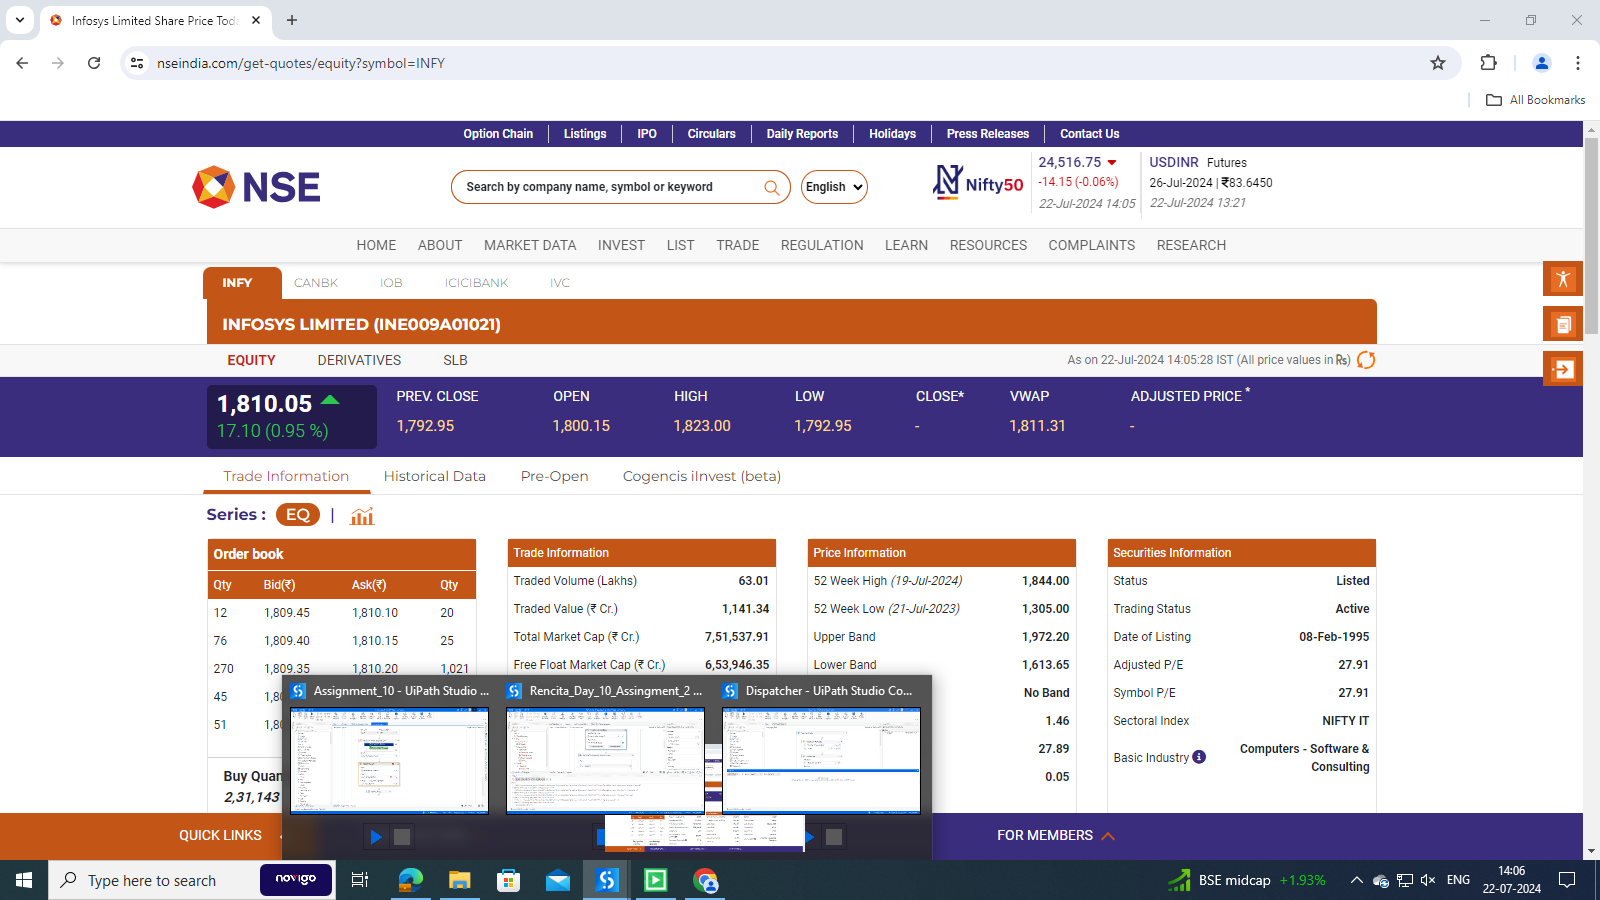 Infosys Limited Share Price Toda
nseindia.com/get-quotes/equity?symbol=INFY
All Bookmarks
Option Chain
Listings
IPO
Circulars
Daily Reports
Holidays
Press Releases
Contact Us
NSE
Search by company name, symbol or keyword
English
Nifty50
24,516.75
-14.15 (-0.06%)
22-Jul-2024 14:05
USDINR Futures
26-Jul-2024 | ₹83.6450
22-Jul-2024 13:21
HOME ABOUT MARKET DATA INVEST LIST TRADE REGULATION LEARN RESOURCES COMPLAINTS RESEARCH
INFY CANBK IOB ICICIBANK IVC
INFOSYS LIMITED (INE009A01021)
EQUITY DERIVATIVES SLB
As on 22-Jul-2024 14:05:28 IST (All price values in ₨)
1,810.05
17.10 (0.95 %)
PREV. CLOSE OPEN HIGH LOW CLOSE* VWAP ADJUSTED PRICE *
1,792.95 1,800.15 1,823.00 1,792.95 - 1,811.31 -
Trade Information Historical Data Pre-Open Cogencis iInvest (beta)
Series : EQ |
Order book
Qty Bid(₹) Ask(₹) Qty
12 1,809.45 1,810.10 20
76 1,809.40 1,810.15 25
270 1,809.35 1,810.20 1,021
45 1,80
51 1,80
Buy Quan
2,31,143
Trade Information
Traded Volume (Lakhs) 63.01
Traded Value (₹ Cr.) 1,141.34
Total Market Cap (₹ Cr.) 7,51,537.91
Free Float Market Cap (₹ Cr.) 6,53,946.35
Price Information
52 Week High (19-Jul-2024) 1,844.00
52 Week Low (21-Jul-2023) 1,305.00
Upper Band 1,972.20
Lower Band 1,613.65
No Band
1.46
27.89
0.05
Securities Information
Status Listed
Trading Status Active
Date of Listing 08-Feb-1995
Adjusted P/E 27.91
Symbol P/E 27.91
Sectoral Index NIFTY IT
Basic Industry Computers - Software &
Consulting
Assignment_10 - UiPath Studio ...
Rencita_Day_10_Assingment_2 ...
Dispatcher - UiPath Studio Co...
QUICK LINKS
FOR MEMBERS
Type here to search
novigo
BSE midcap +1.93%
ENG
14:06
22-07-2024